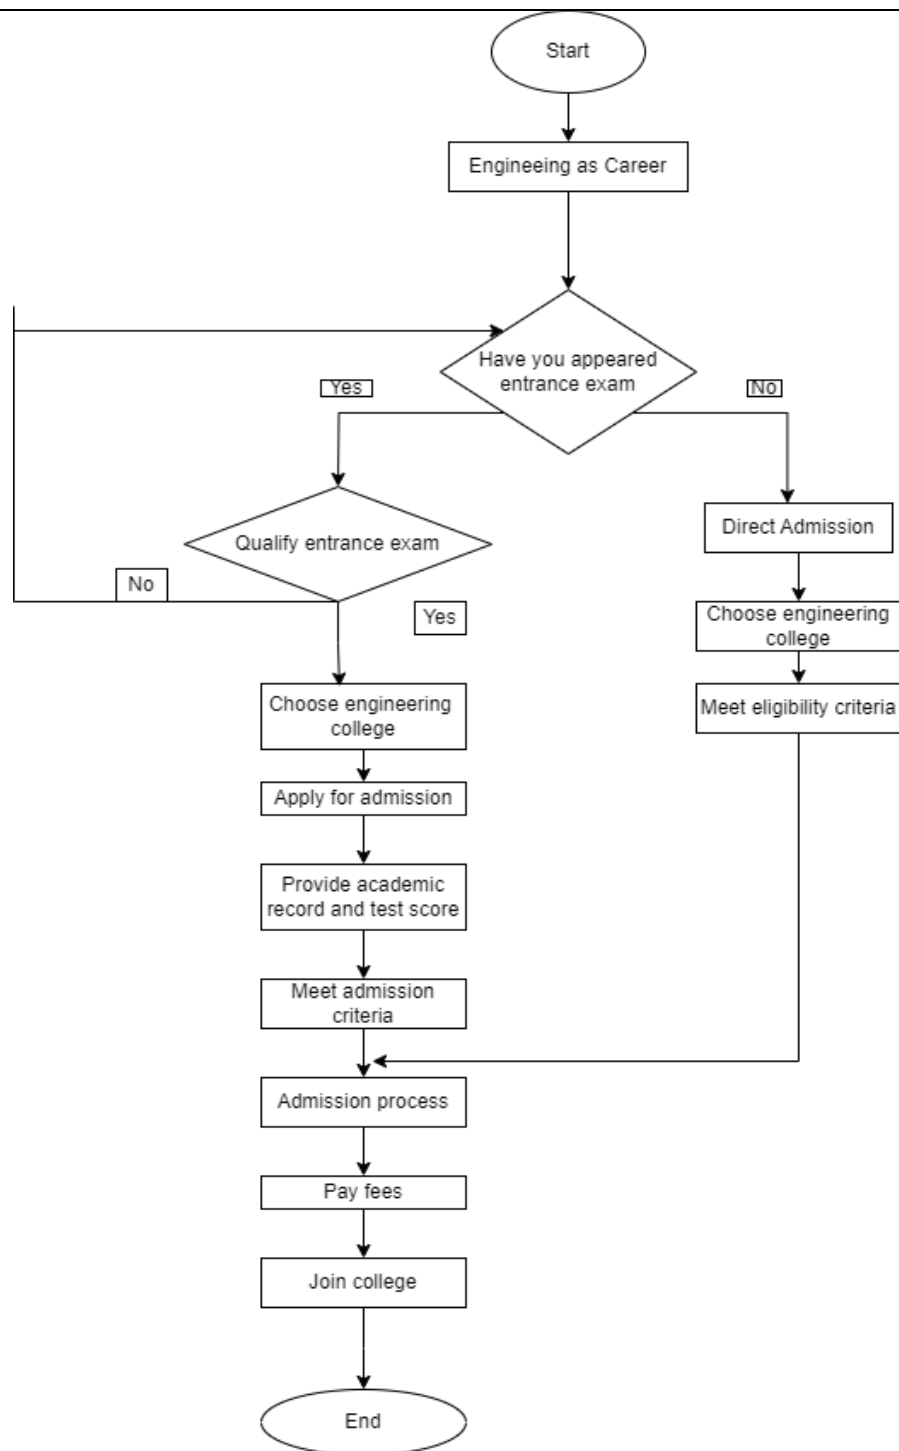 Start
Engineeing as Career
Have you appeared
entrance exam
Yes
No
Qualify entrance exam
Direct Admission
No
Yes
Choose engineering
college
Meet eligibility criteria
Choose engineering
college
Apply for admission
Provide academic
record and test score
Meet admission
criteria
Admission process
Pay fees
Join college
End